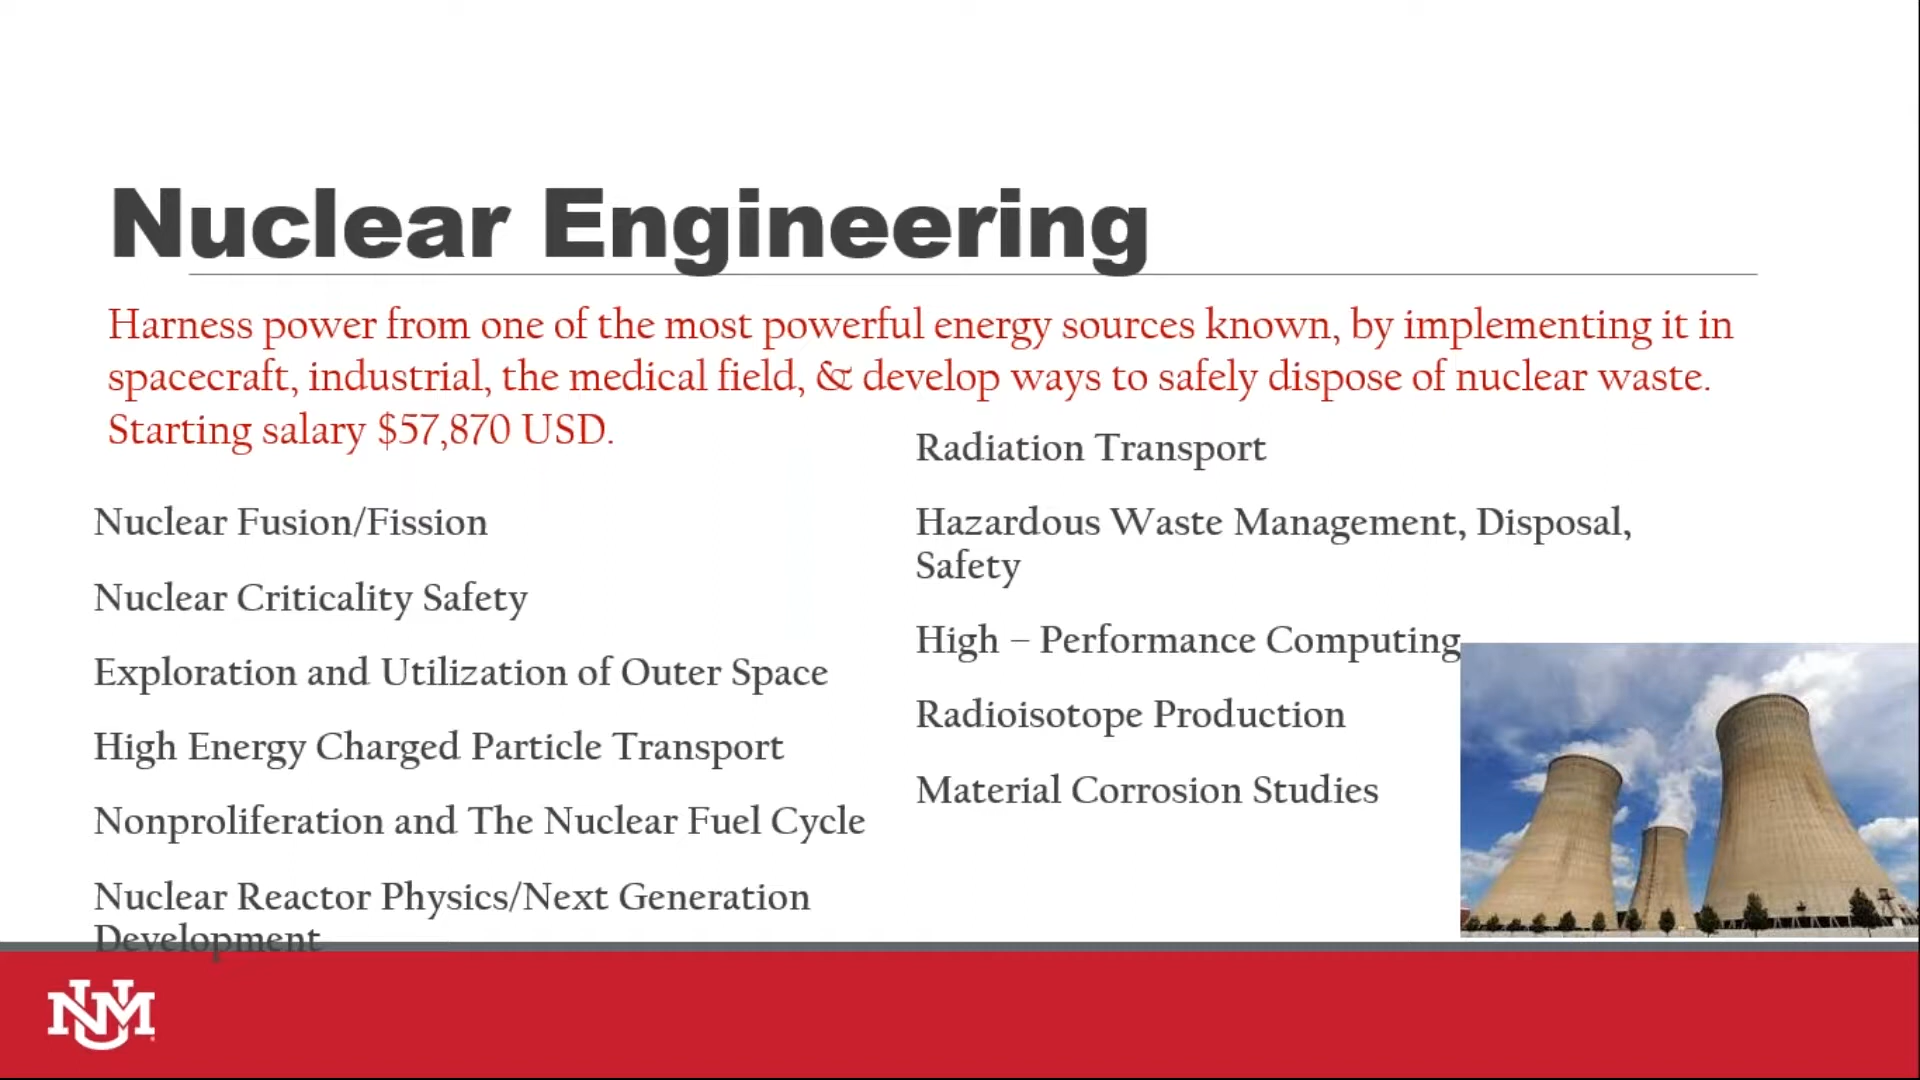 Nuclear Engineering
Harness power from one of the most powerful energy sources known, by implementing it in
spacecraft, industrial, the medical field, & develop ways to safely dispose of nuclear waste.
Starting salary $57,870 USD.
Nuclear Fusion/Fission
Nuclear Criticality Safety
Exploration and Utilization of Outer Space
High Energy Charged Particle Transport
Nonproliferation and The Nuclear Fuel Cycle
Nuclear Reactor Physics/Next Generation
Development
Radiation Transport
Hazardous Waste Management, Disposal,
Safety
High – Performance Computing
Radioisotope Production
Material Corrosion Studies
UNM